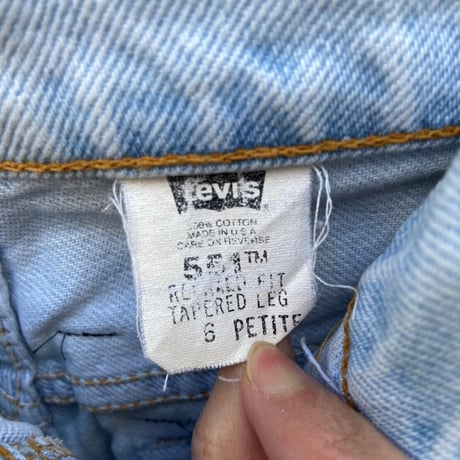 Levi's ®
100% COTTON
MADE IN U S A
CARE ON REVERSE
551™
RELAXED FIT
TAPERED LEG
6 PETITE